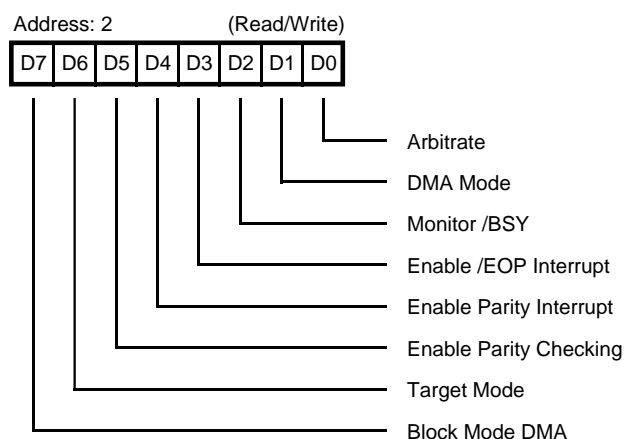 Address: 2 (Read/Write)
D7 D6 D5 D4 D3 D2 D1 D0
Arbitrate
DMA Mode
Monitor /BSY
Enable /EOP Interrupt
Enable Parity Interrupt
Enable Parity Checking
Target Mode
Block Mode DMA